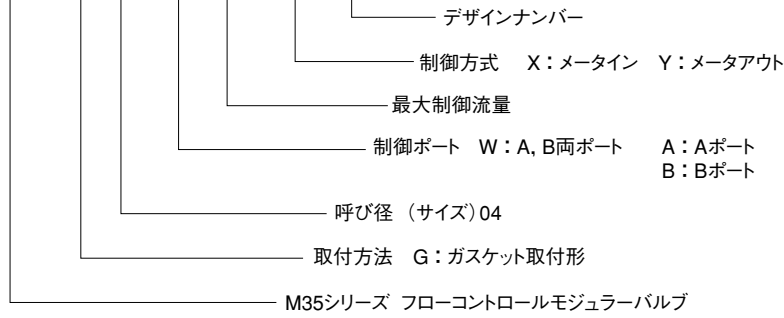 デザインナンバー
制御方式 X：メータイン Y：メータアウト
最大制御流量
制御ポート W：A, B両ポート A：Aポート
B：Bポート
呼び径 （サイズ）04
取付方法 G：ガスケット取付形
M35シリーズ フローコントロールモジュラーバルブ